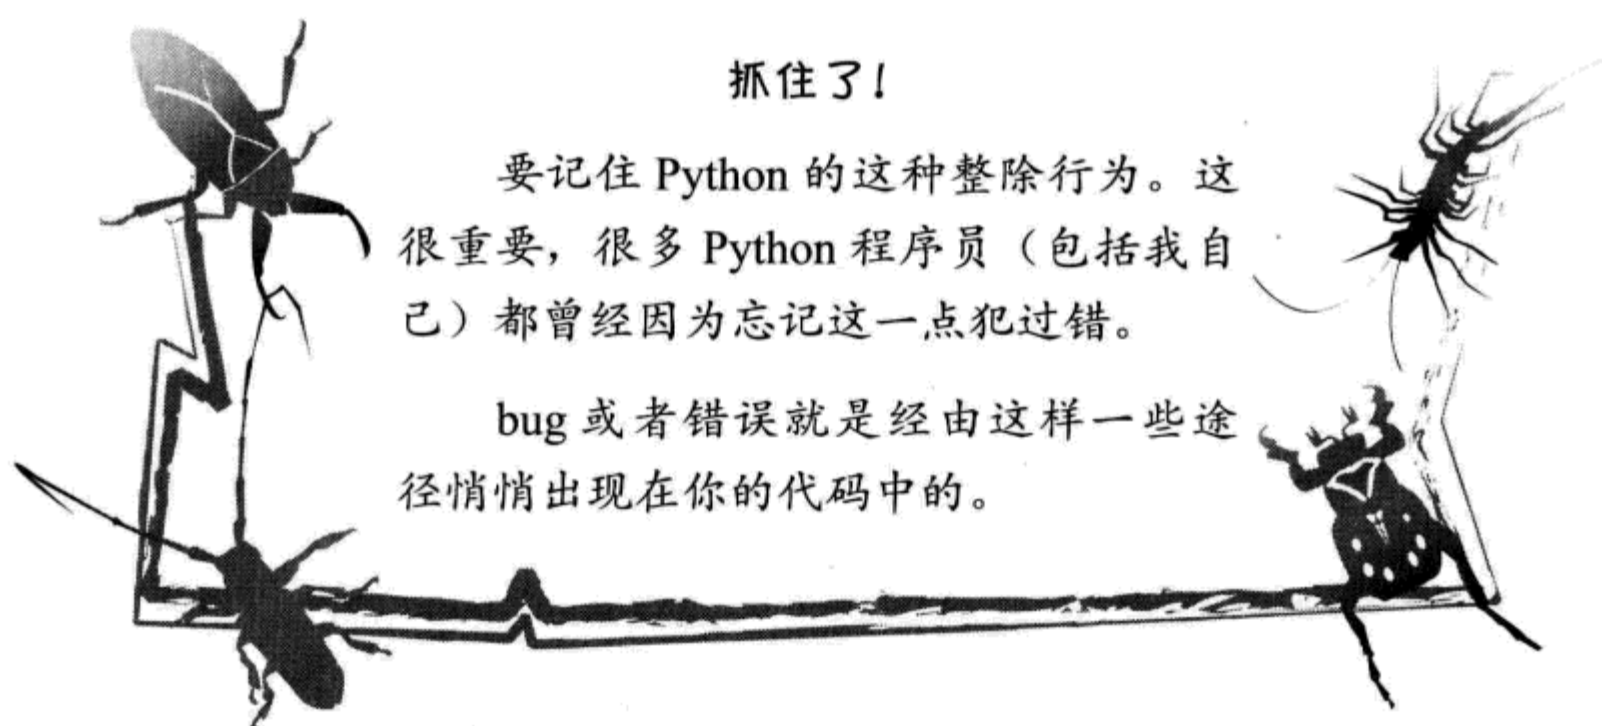 抓住了!
要记住 Python 的这种整除行为。这
很重要，很多 Python 程序员（包括我自
己）都曾经因为忘记这一点犯过错。
bug 或者错误就是经由这样一些途
径悄悄出现在你的代码中的。